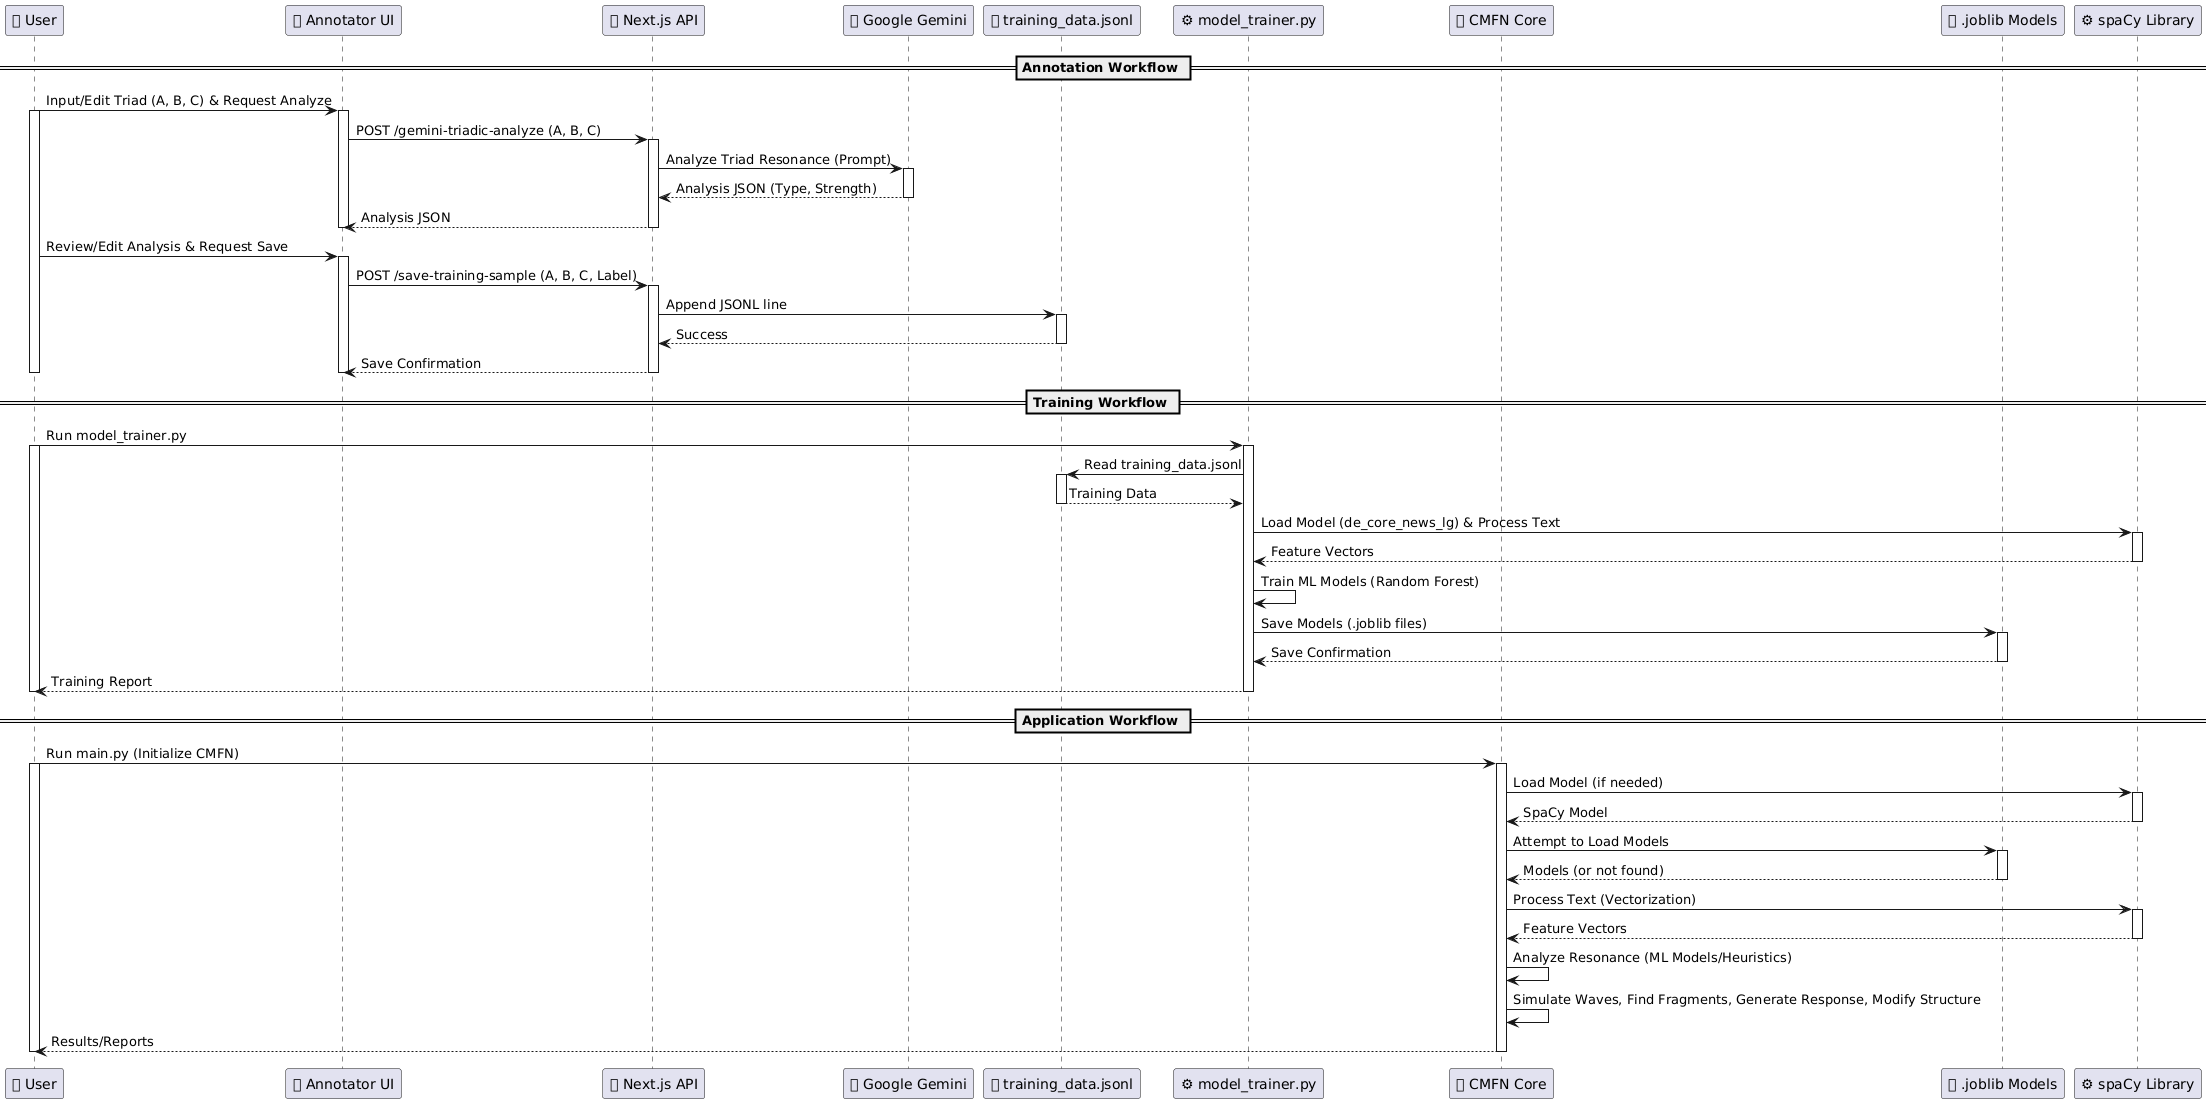 User
Annotator UI
Next.js API
Google Gemini
training_data.jsonl
⚙ model_trainer.py
CMFN Core
.joblib Models
⚙ spaCy Library
Annotation Workflow
Input/Edit Triad (A, B, C) & Request Analyze
POST /gemini-triadic-analyze (A, B, C)
Analyze Triad Resonance (Prompt)
Analysis JSON (Type, Strength)
Analysis JSON
Review/Edit Analysis & Request Save
POST /save-training-sample (A, B, C, Label)
Append JSONL line
Success
Save Confirmation
Training Workflow
Run model_trainer.py
Read training_data.jsonl
Training Data
Load Model (de_core_news_lg) & Process Text
Feature Vectors
Train ML Models (Random Forest)
Save Models (.joblib files)
Save Confirmation
Training Report
Application Workflow
Run main.py (Initialize CMFN)
Load Model (if needed)
SpaCy Model
Attempt to Load Models
Models (or not found)
Process Text (Vectorization)
Feature Vectors
Analyze Resonance (ML Models/Heuristics)
Simulate Waves, Find Fragments, Generate Response, Modify Structure
Results/Reports
User
Annotator UI
Next.js API
Google Gemini
training_data.jsonl
⚙ model_trainer.py
CMFN Core
.joblib Models
⚙ spaCy Library